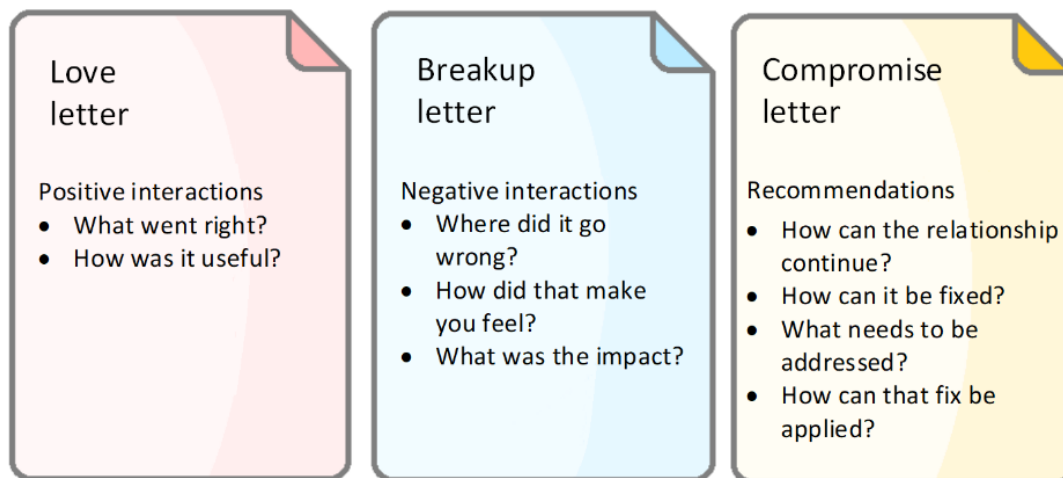 Love
letter
Positive interactions
• What went right?
• How was it useful?
Breakup
letter
Negative interactions
• Where did it go
wrong?
• How did that make
you feel?
• What was the impact?
Compromise
letter
Recommendations
• How can the relationship
continue?
• How can it be fixed?
• What needs to be
addressed?
• How can that fix be
applied?